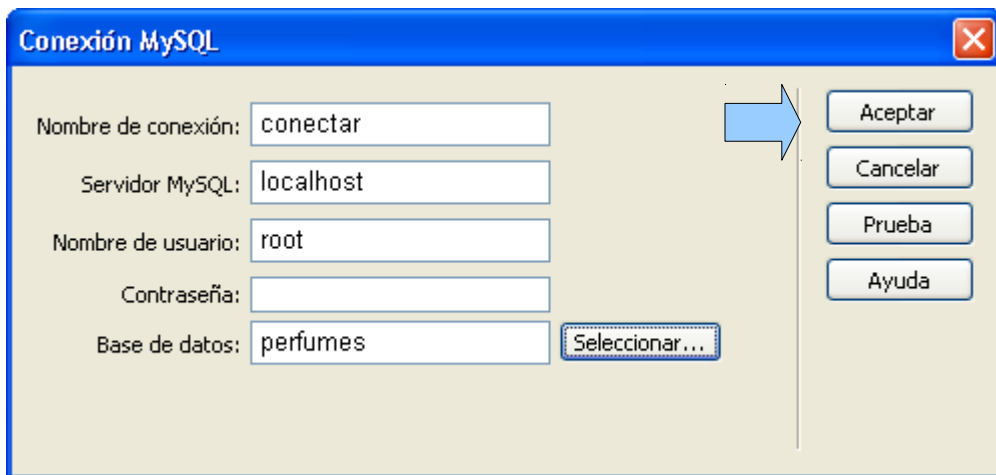 Conexión MySQL
Nombre de conexión: conectar
Servidor MySQL: localhost
Nombre de usuario: root
Contraseña:
Base de datos: perfumes Seleccionar...
Aceptar
Cancelar
Prueba
Ayuda